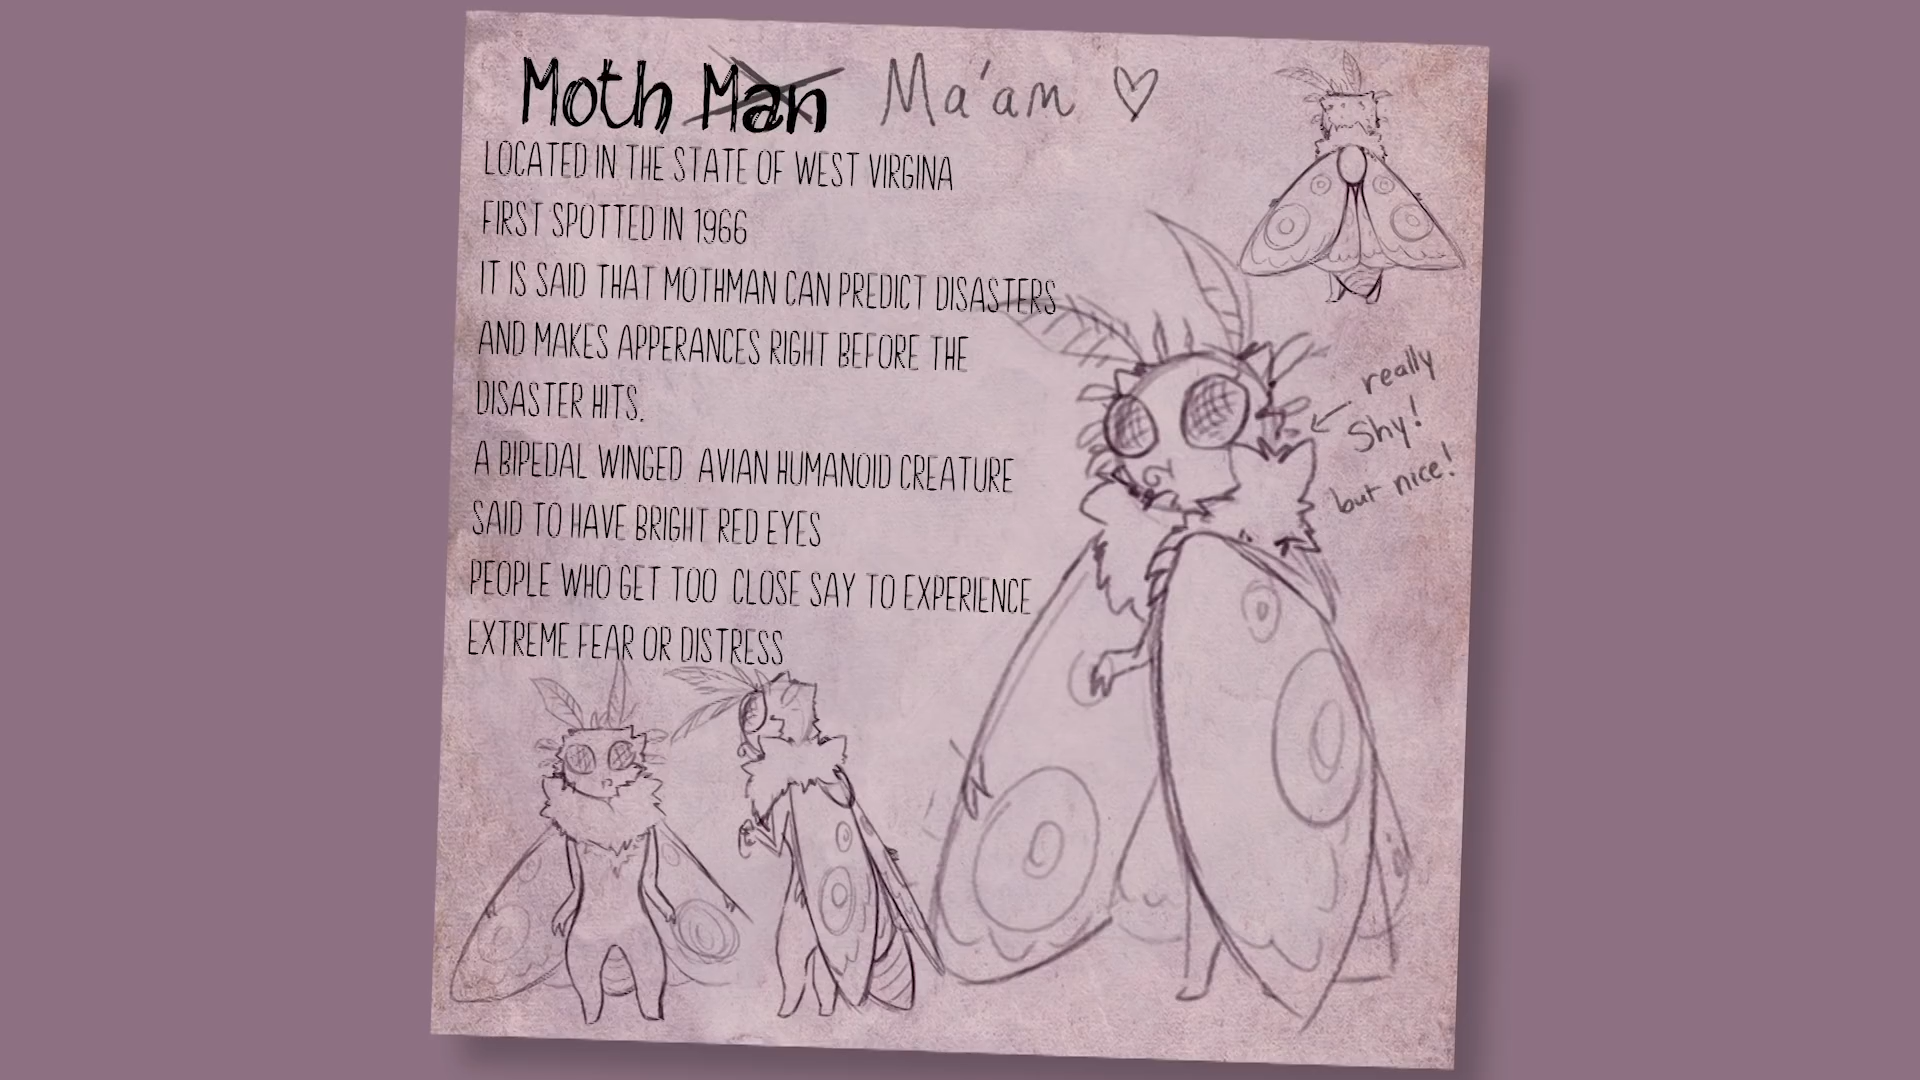 Moth Man Ma'am ♡
LOCATED IN THE STATE OF WEST VIRGINA
FIRST SPOTTED IN 1966
IT IS SAID THAT MOTHMAN CAN PREDICT DISASTERS
AND MAKES APPERANCES RIGHT BEFORE THE
DISASTER HITS.
A BIPEDAL WINGED AVIAN HUMANOID CREATURE
SAID TO HAVE BRIGHT RED EYES
PEOPLE WHO GET TOO CLOSE SAY TO EXPERIENCE
EXTREME FEAR OR DISTRESS
really
Shy!
but nice!